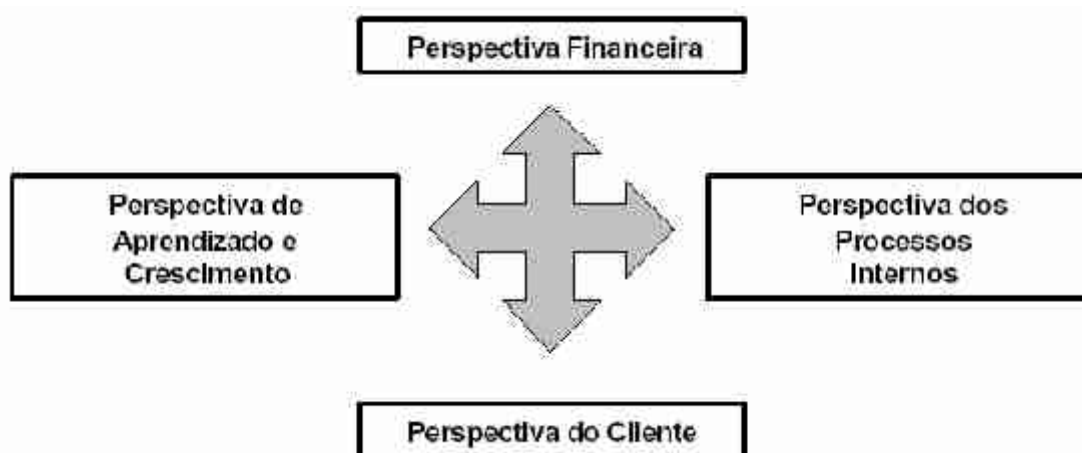 Perspectiva Financeira
Perspectiva de
Aprendizado e
Crescimento
Perspectiva dos
Processos
Internos
Perspectiva do Cliente